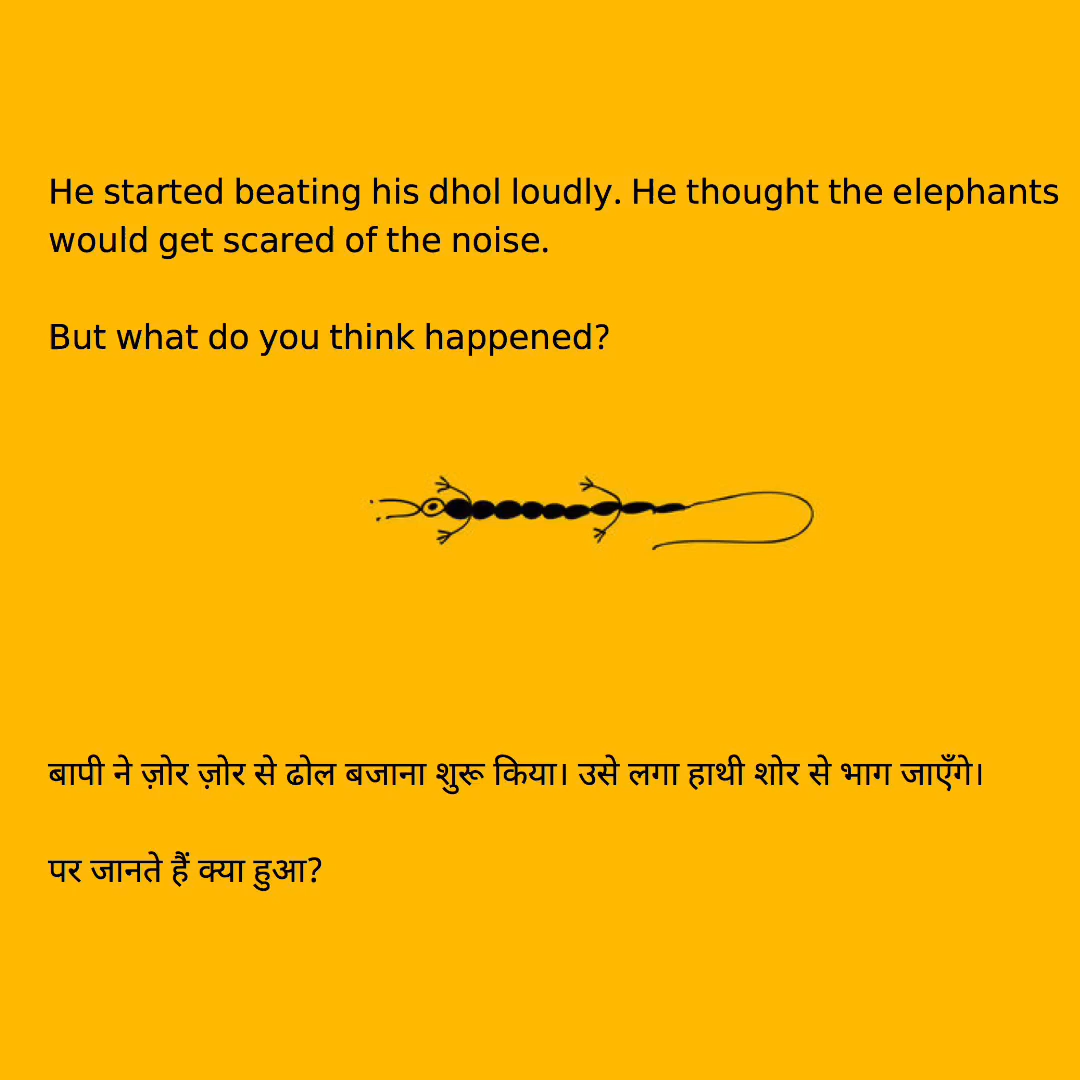 He started beating his dhol loudly. He thought the elephants
would get scared of the noise.
But what do you think happened?
बापी ने ज़ोर ज़ोर से ढोल बजाना शुरू किया। उसे लगा हाथी शोर से भाग जाएँगे।
पर जानते हैं क्या हुआ?